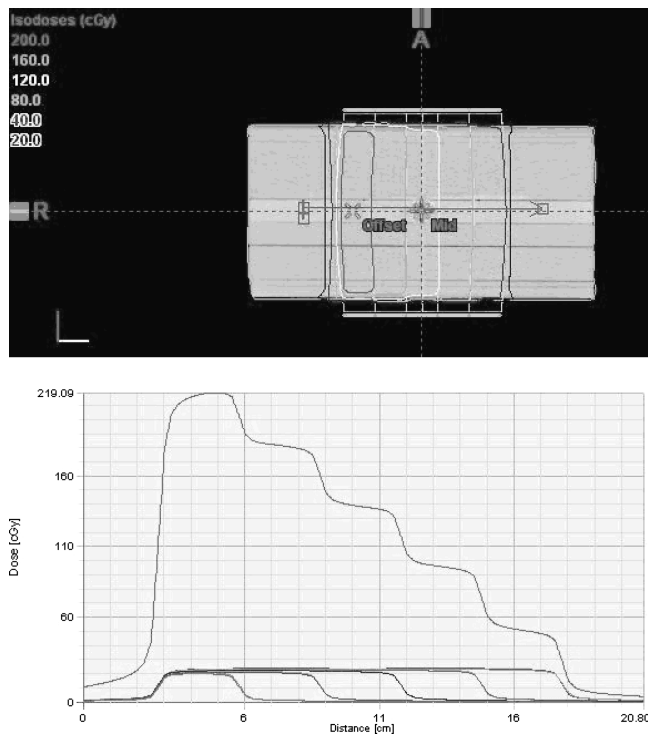 Isodoses (cGy)
200.0
160.0
120.0
80.0
40.0
20.0
A
R
Offset
Mid
219.09
160
110
60
0
Dose [cGy]
0
6
11
16
20.80
Distance [cm]